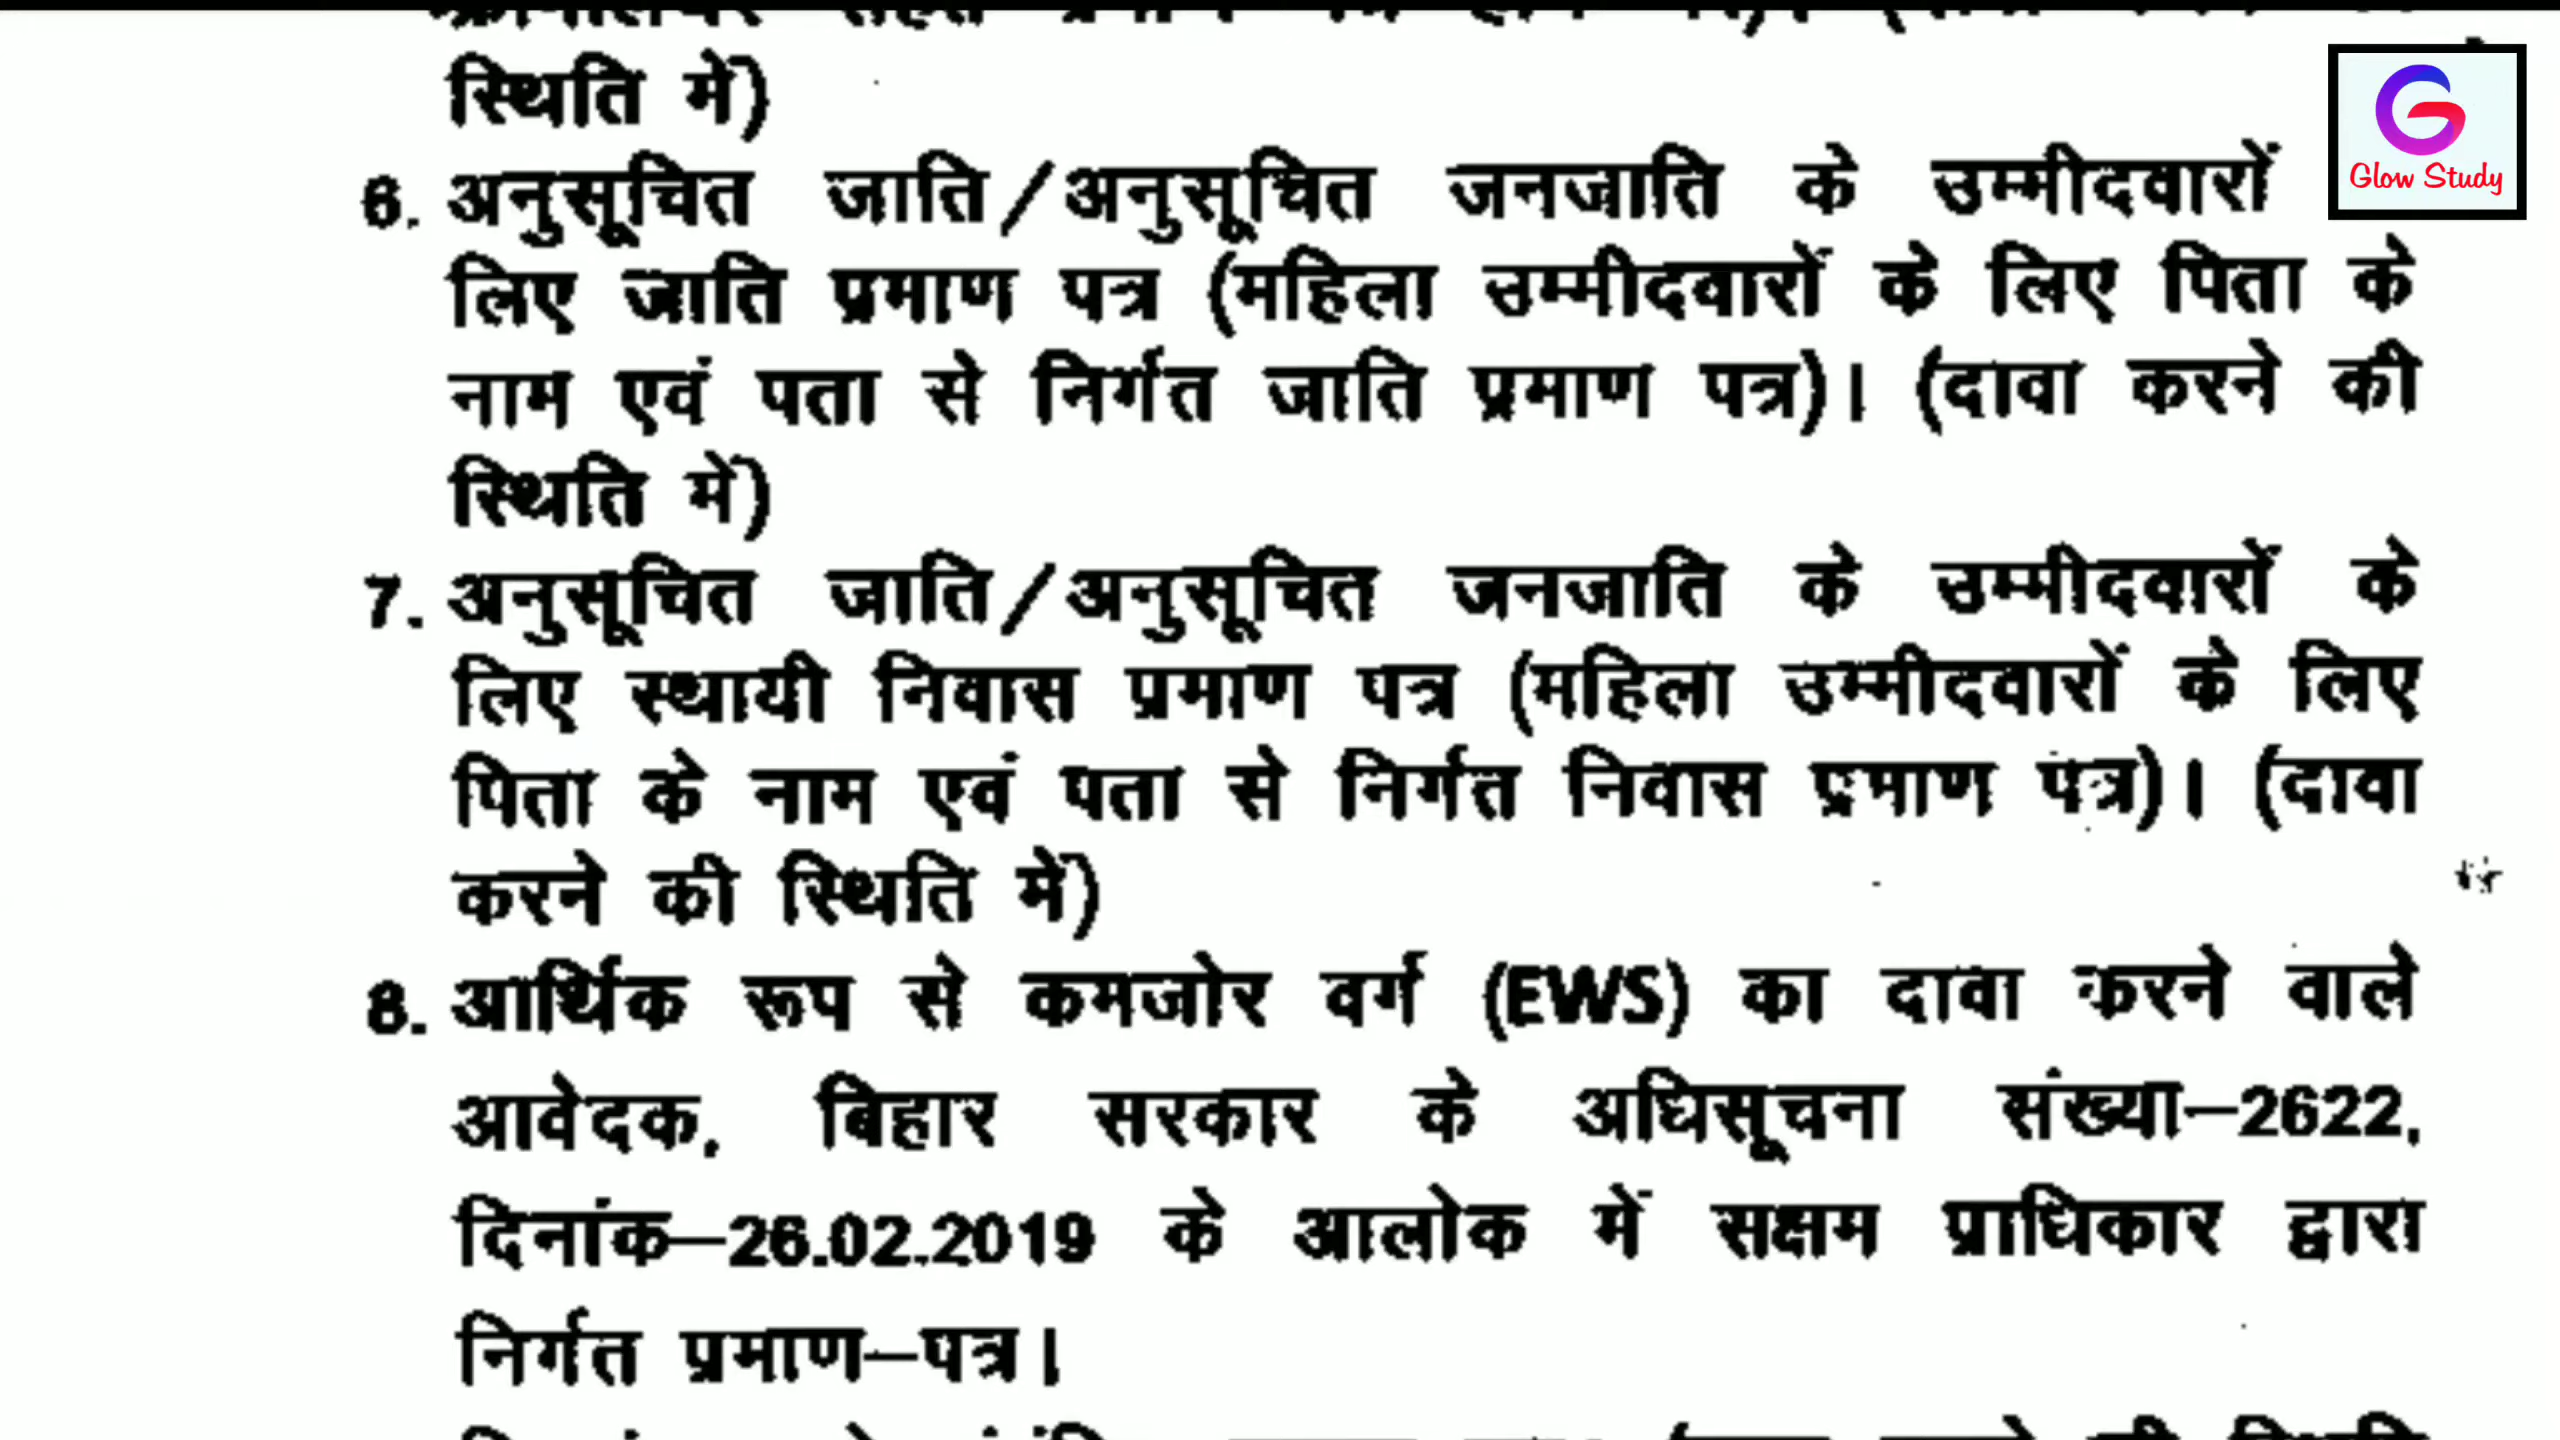 स्थिति में)
6. अनुसूचित जाति/अनुसूचित जनजाति के उम्मीदवारों
लिए जाति प्रमाण पत्र (महिला उम्मीदवारों के लिए पिता के
नाम एवं पता से निर्गत जाति प्रमाण पत्र)। (दावा करने की
स्थिति में)
7. अनुसूचित जाति/अनुसूचित जनजाति के उम्मीदवारों के
लिए स्थायी निवास प्रमाण पत्र (महिला उम्मीदवारों के लिए
पिता के नाम एवं पता से निर्गत निवास प्रमाण पत्र)। (दावा
करने की स्थिति में)
8. आर्थिक रूप से कमजोर वर्ग (EWS) का दावा करने वाले
आवेदक, बिहार सरकार के अधिसूचना संख्या–2622,
दिनांक–26.02.2019 के आलोक में सक्षम प्राधिकार द्वारा
निर्गत प्रमाण–पत्र।
Glow Study